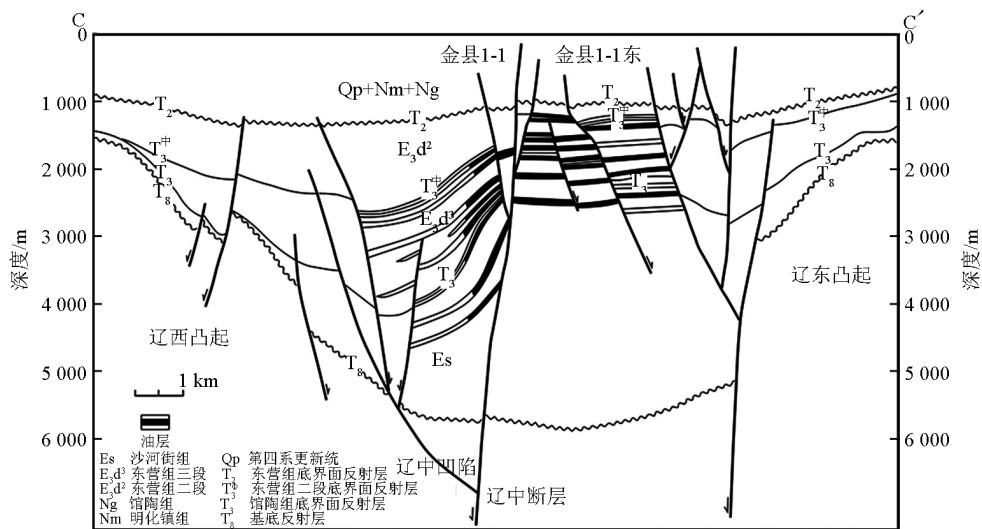 C
C′
0
0
金县1-1
金县1-1东
Qp+Nm+Ng
1 000
1 000
T₂
T₂
T₂
T₂
T₃中
T₃中
E₃d²
T₃中
2 000
2 000
T₃
T₃
T₃
T₈
T₈
T₃中
E₃d³
3 000
3 000
深度/m
深度/m
T₃
辽东凸起
4 000
4 000
辽西凸起
Es
T₈
5 000
5 000
1 km
6 000
6 000
油层
辽中凹陷
辽中断层
Es 沙河街组 Qp 第四系更新统
E₃d³ 东营组三段 T₂ 东营组底界面反射层
E₃d² 东营组二段 T₃中 东营组二段底界面反射层
Ng 馆陶组 T₃ 馆陶组底界面反射层
Nm 明化镇组 T₈ 基底反射层